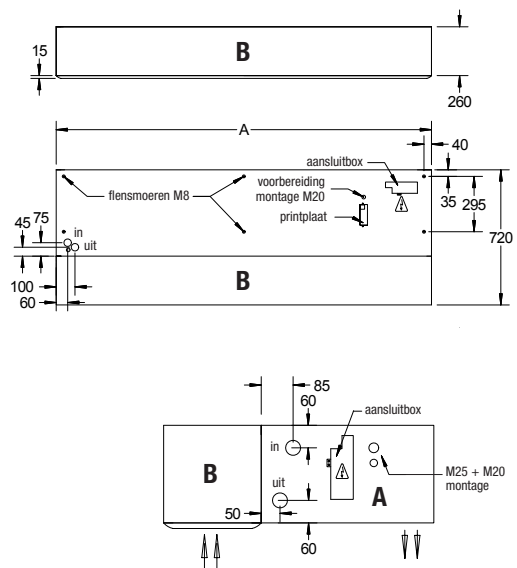 15
B
260
A
40
aansluitbox
flensmoeren M8
voorbereiding
montage M20
printplaat
35
295
720
45
75
in
uit
100
60
B
85
60
aansluitbox
in
B
uit
A
M25 + M20
montage
50
60